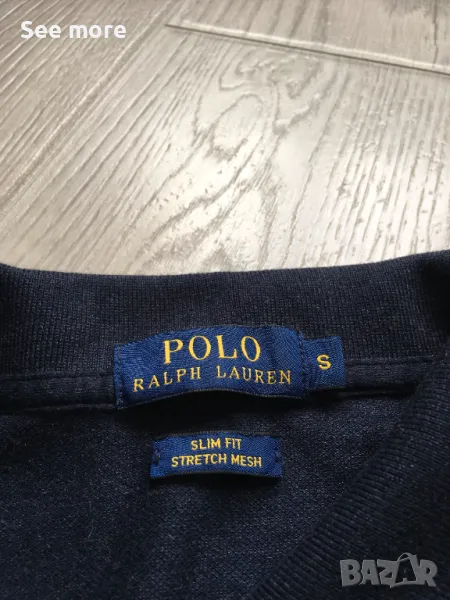 See more
POLO
RALPH LAUREN
S
SLIM FIT
STRETCH MESH
BAZAR